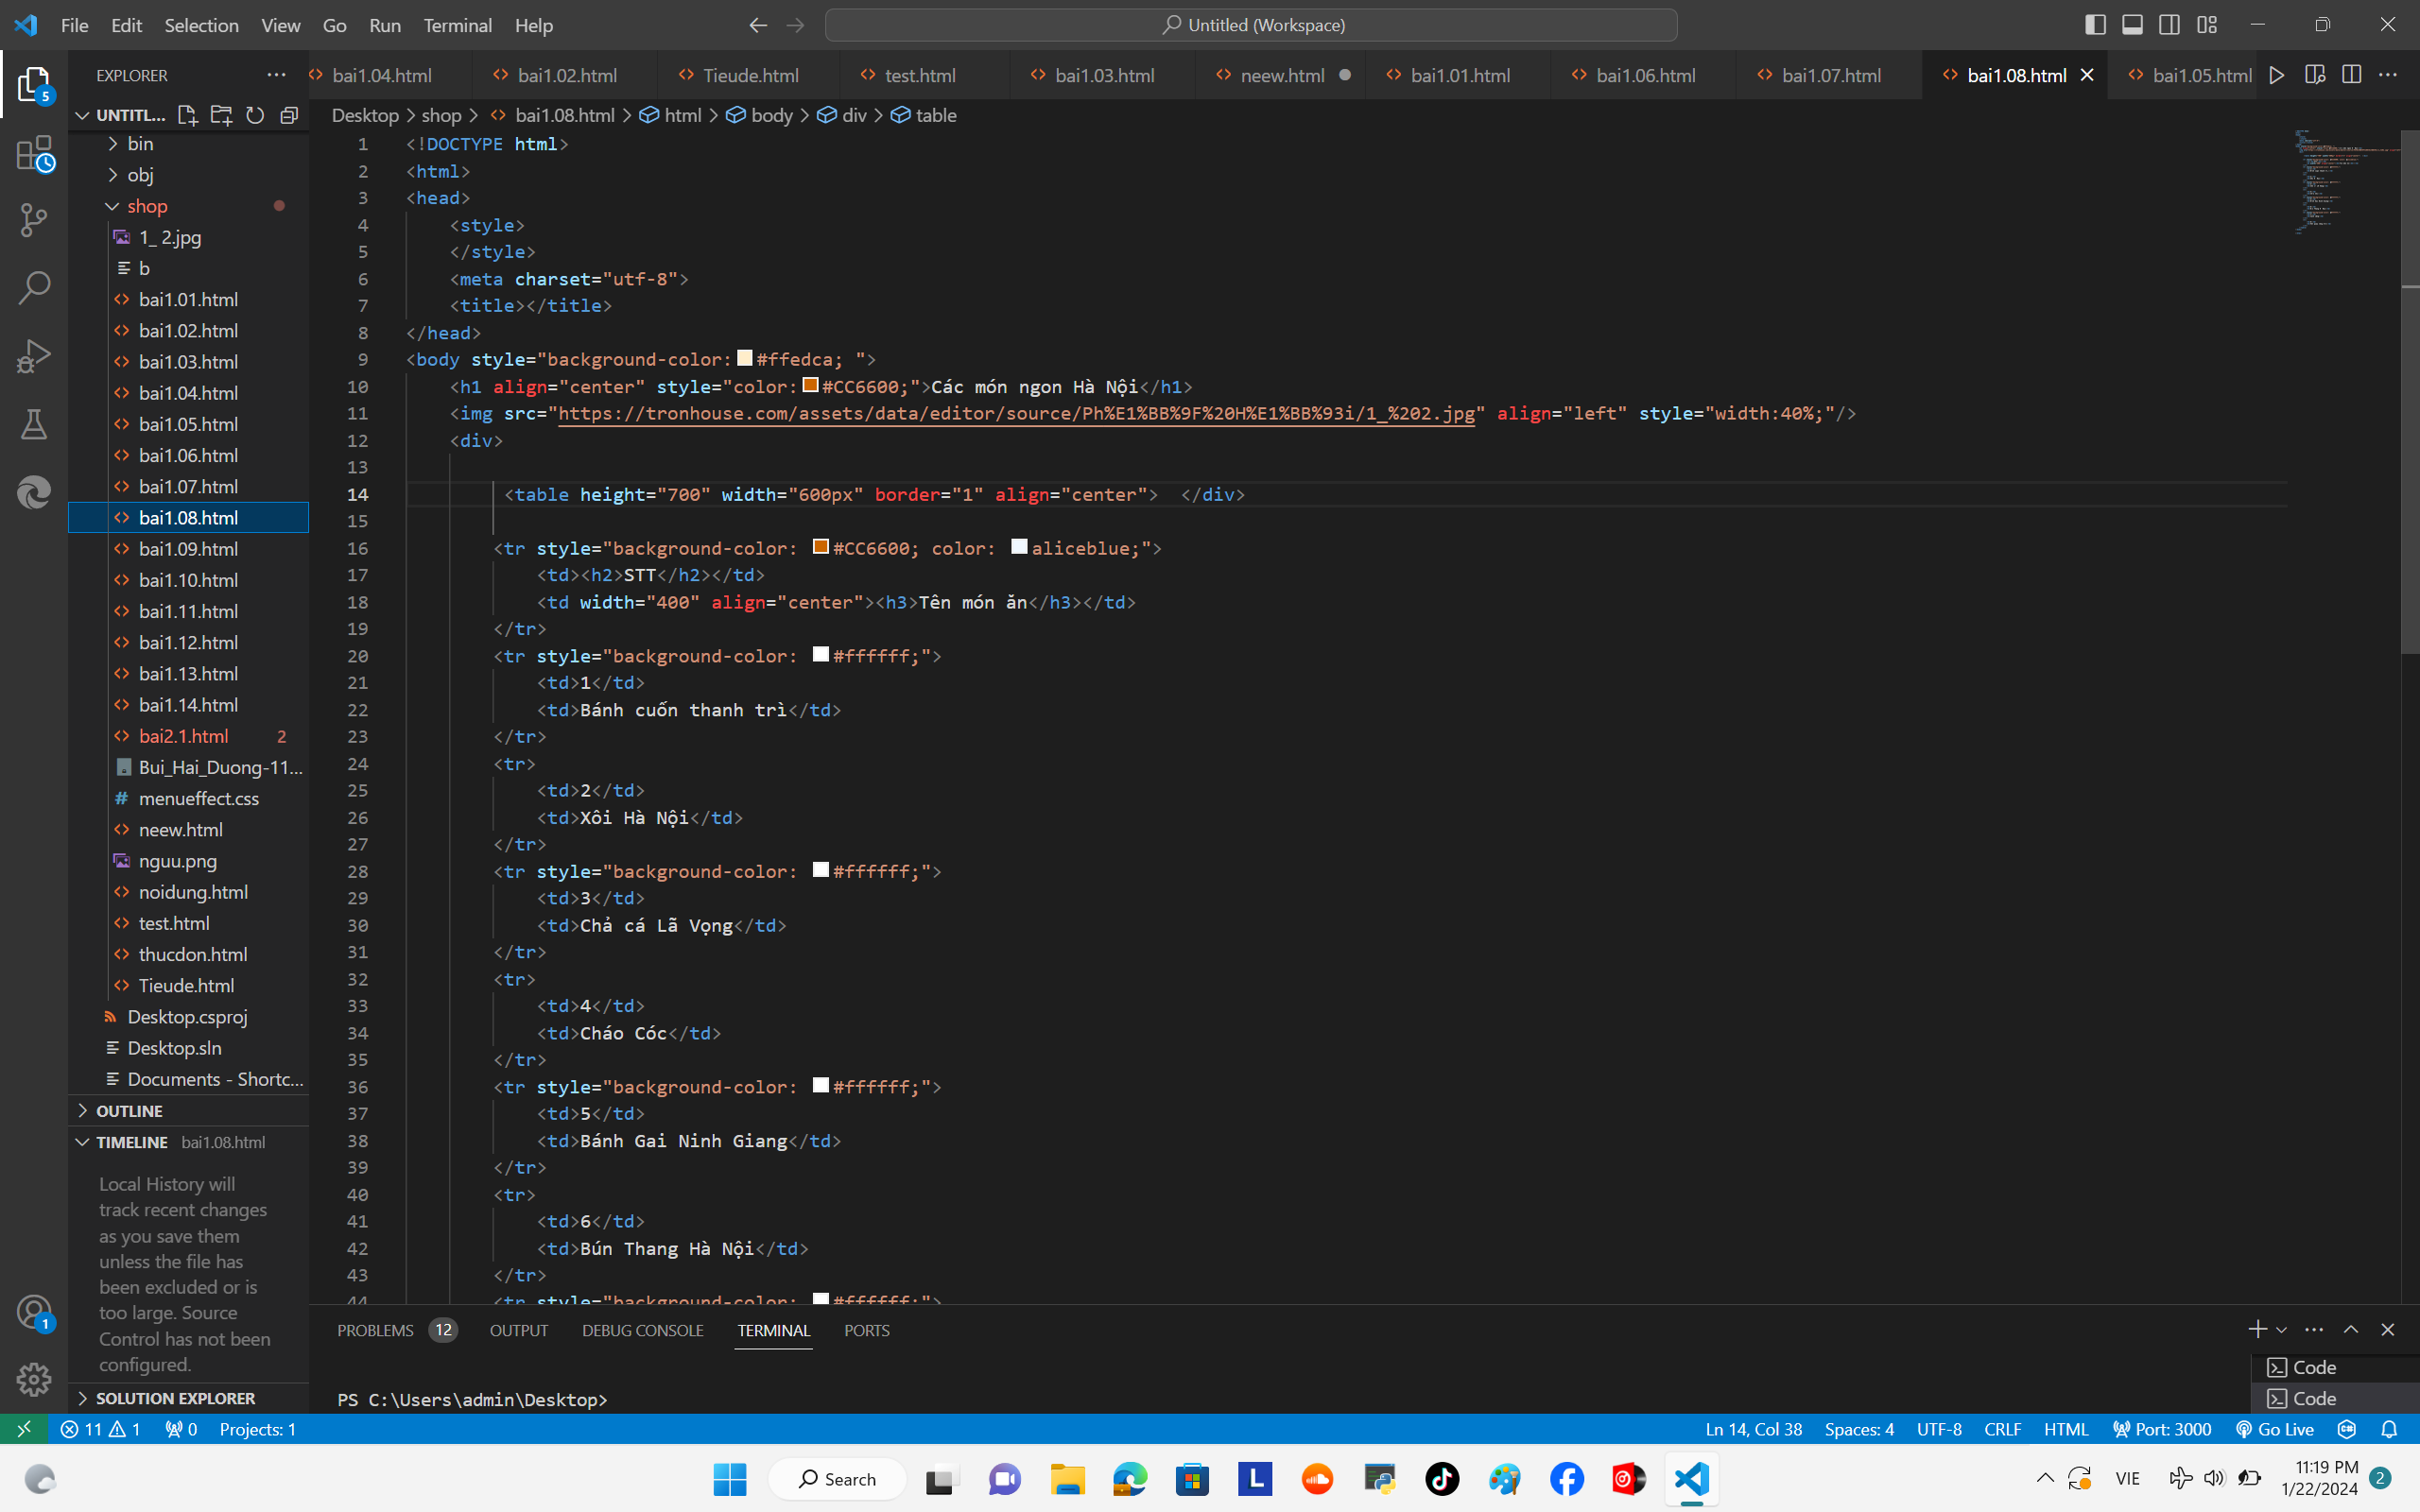 File Edit Selection View Go Run Terminal Help
Untitled (Workspace)
EXPLORER
bai1.04.html bai1.02.html Tieude.html test.html bai1.03.html neew.html bai1.01.html bai1.06.html bai1.07.html bai1.08.html bai1.05.html
UNTITL...
Desktop > shop > bai1.08.html > html > body > div > table
bin
obj
shop
1_ 2.jpg
b
bai1.01.html
bai1.02.html
bai1.03.html
bai1.04.html
bai1.05.html
bai1.06.html
bai1.07.html
bai1.08.html
bai1.09.html
bai1.10.html
bai1.11.html
bai1.12.html
bai1.13.html
bai1.14.html
bai2.1.html 2
Bui_Hai_Duong-11...
menueffect.css
neew.html
nguu.png
noidung.html
test.html
thucdon.html
Tieude.html
Desktop.csproj
Desktop.sln
Documents - Shortc...
OUTLINE
TIMELINE bai1.08.html
Local History will
track recent changes
as you save them
unless the file has
been excluded or is
too large. Source
Control has not been
configured.
SOLUTION EXPLORER
5
1
1 <!DOCTYPE html>
2 <html>
3 <head>
4 <style>
5 </style>
6 <meta charset="utf-8">
7 <title></title>
8 </head>
9 <body style="background-color:#ffedca; ">
10 <h1 align="center" style="color:#CC6600;">Các món ngon Hà Nội</h1>
11 <img src="https://tronhouse.com/assets/data/editor/source/Ph%E1%BB%9F%20H%E1%BB%93i/1_%202.jpg" align="left" style="width:40%;"/>
12 <div>
13
14 <table height="700" width="600px" border="1" align="center">  </div>
15
16 <tr style="background-color: #CC6600; color: aliceblue;">
17 <td><h2>STT</h2></td>
18 <td width="400" align="center"><h3>Tên món ăn</h3></td>
19 </tr>
20 <tr style="background-color: #ffffff;">
21 <td>1</td>
22 <td>Bánh cuốn thanh trì</td>
23 </tr>
24 <tr>
25 <td>2</td>
26 <td>Xôi Hà Nội</td>
27 </tr>
28 <tr style="background-color: #ffffff;">
29 <td>3</td>
30 <td>Chả cá Lã Vọng</td>
31 </tr>
32 <tr>
33 <td>4</td>
34 <td>Cháo Cóc</td>
35 </tr>
36 <tr style="background-color: #ffffff;">
37 <td>5</td>
38 <td>Bánh Gai Ninh Giang</td>
39 </tr>
40 <tr>
41 <td>6</td>
42 <td>Bún Thang Hà Nội</td>
43 </tr>
44 <tr style="background-color: #ffffff;">
PROBLEMS 12 OUTPUT DEBUG CONSOLE TERMINAL PORTS
Code
PS C:\Users\admin\Desktop>
Code
11 1 0 Projects: 1 Ln 14, Col 38 Spaces: 4 UTF-8 CRLF HTML Port: 3000 Go Live
Search
VIE
11:19 PM
1/22/2024
2